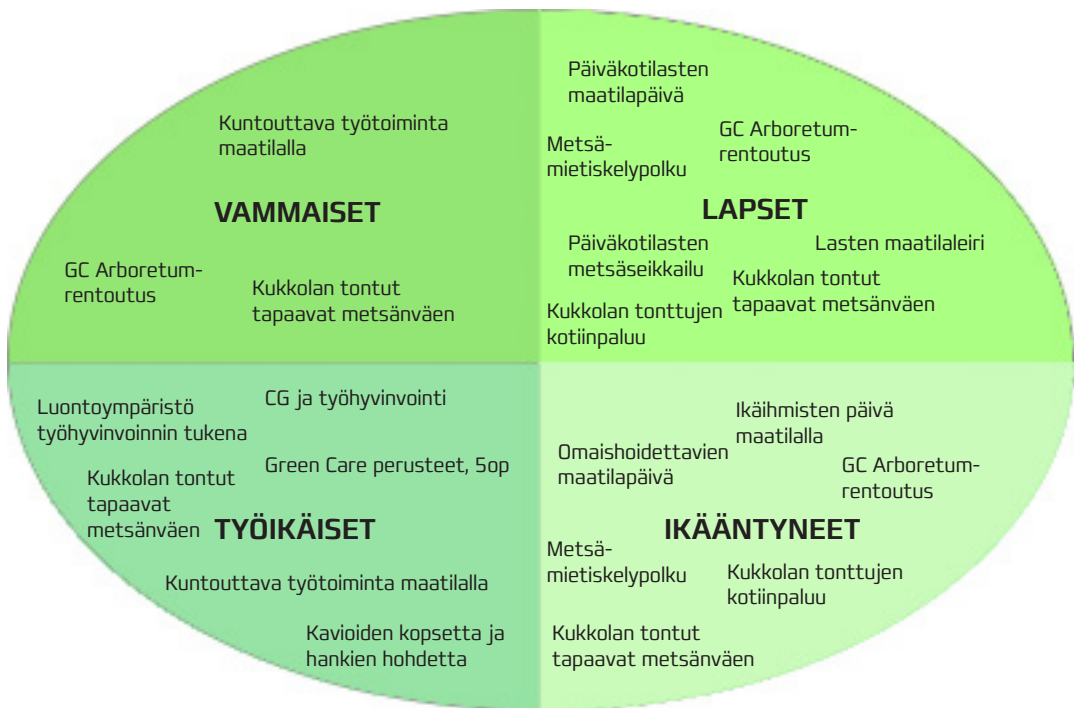 Kuntouttava työtoiminta
maatilalla
VAMMAISET
GC Arboretum-
rentoutus
Kukkolan tontut
tapaavat metsänväen
Päiväkotilasten
maatilapäivä
GC Arboretum-
rentoutus
Metsä-
mietiskelypolku
LAPSET
Päiväkotilasten
metsäseikkailu
Lasten maatilaleiri
Kukkolan tontut
tapaavat metsänväen
Kukkolan tonttujen
kotiinpaluu
CG ja työhyvinvointi
Luontoympäristö
työhyvinvoinnin tukena
Green Care perusteet, 5op
Kukkolan tontut
tapaavat
metsänväen
TYÖIKÄISET
Kuntouttava työtoiminta maatilalla
Kavioiden kopsetta ja
hankien hohdetta
Ikäihmisten päivä
maatilalla
Omaishoidettavien
maatilapäivä
GC Arboretum-
rentoutus
IKÄÄNTYNEET
Metsä-
mietiskelypolku
Kukkolan tonttujen
kotiinpaluu
Kukkolan tontut
tapaavat metsänväen